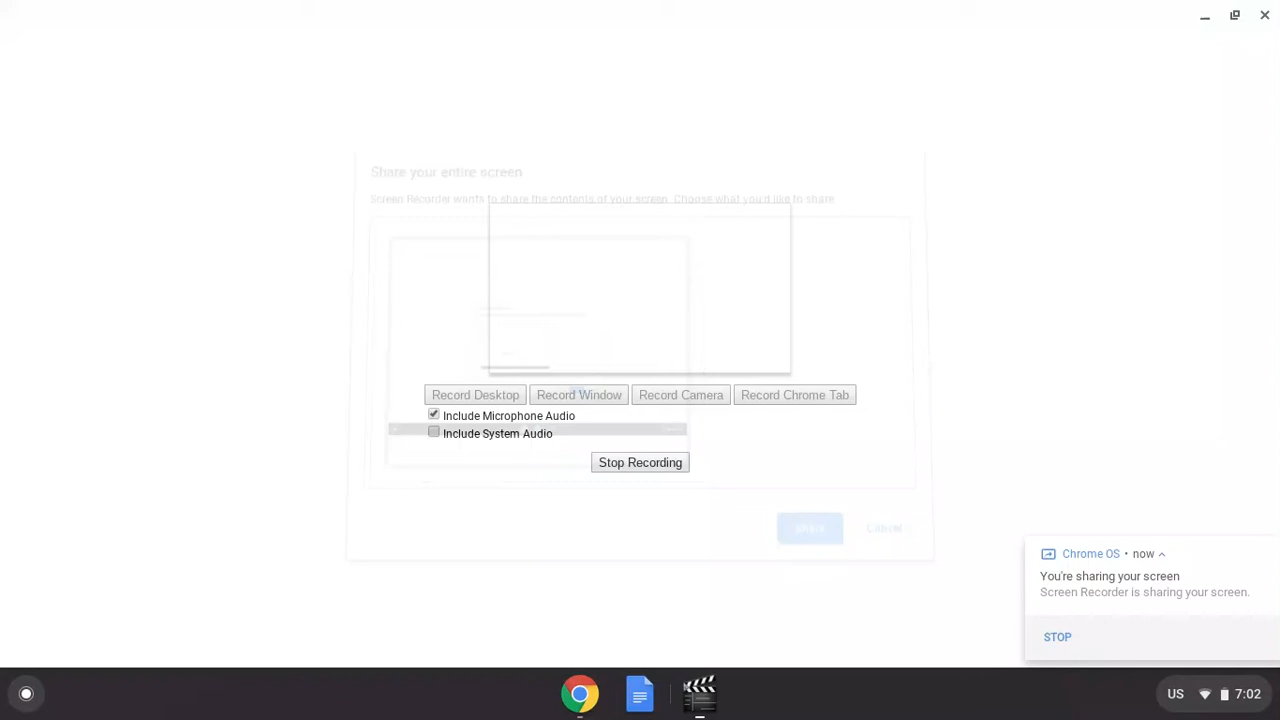 Share your entire screen
Screen Recorder wants to share the contents of your screen. Choose what you'd like to share.
Record Desktop Record Window Record Camera Record Chrome Tab
Include Microphone Audio
Include System Audio
Stop Recording
Share Cancel
Chrome OS • now
You're sharing your screen
Screen Recorder is sharing your screen.
STOP
US 7:02